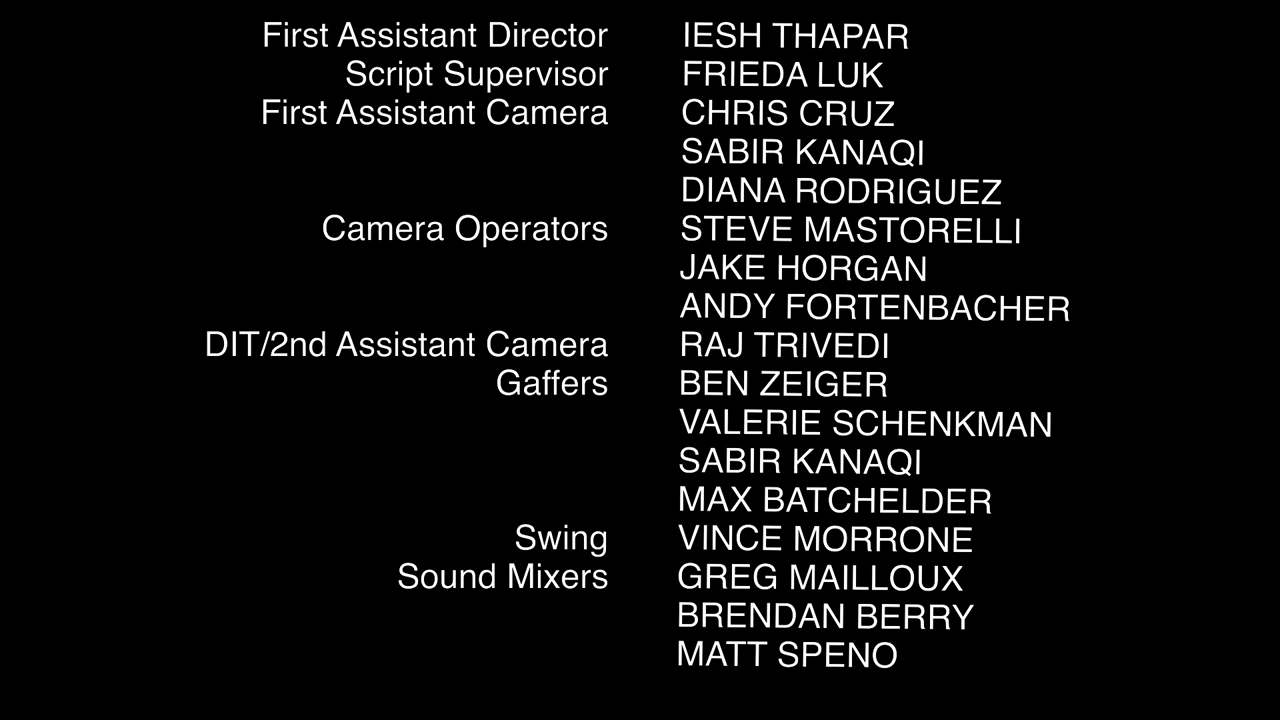 First Assistant Director IESH THAPAR
Script Supervisor FRIEDA LUK
First Assistant Camera CHRIS CRUZ
SABIR KANAQI
DIANA RODRIGUEZ
Camera Operators STEVE MASTORELLI
JAKE HORGAN
ANDY FORTENBACHER
DIT/2nd Assistant Camera RAJ TRIVEDI
Gaffers BEN ZEIGER
VALERIE SCHENKMAN
SABIR KANAQI
MAX BATCHELDER
Swing VINCE MORRONE
Sound Mixers GREG MAILLOUX
BRENDAN BERRY
MATT SPENO